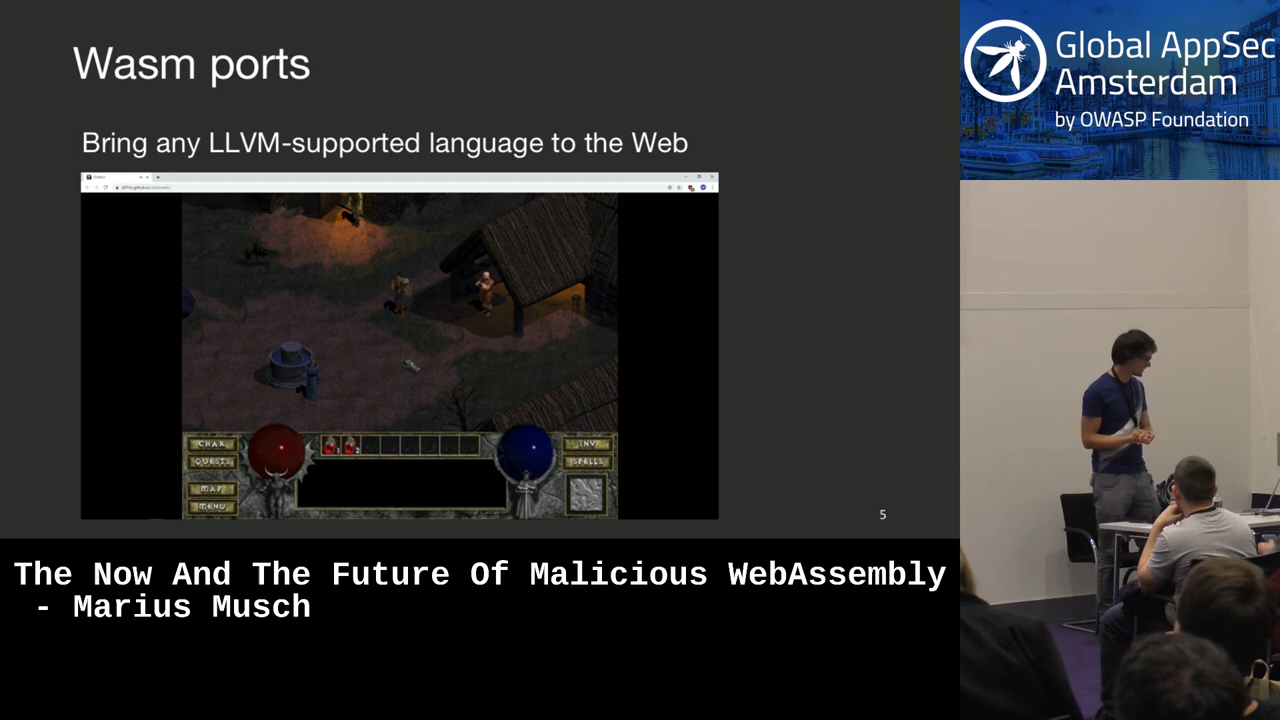 Wasm ports
Global AppSec
Amsterdam
by OWASP Foundation
Bring any LLVM-supported language to the Web
CHAR
QUESTS
MAP
MENU
INV
SPELLS
5
The Now And The Future Of Malicious WebAssembly
- Marius Musch